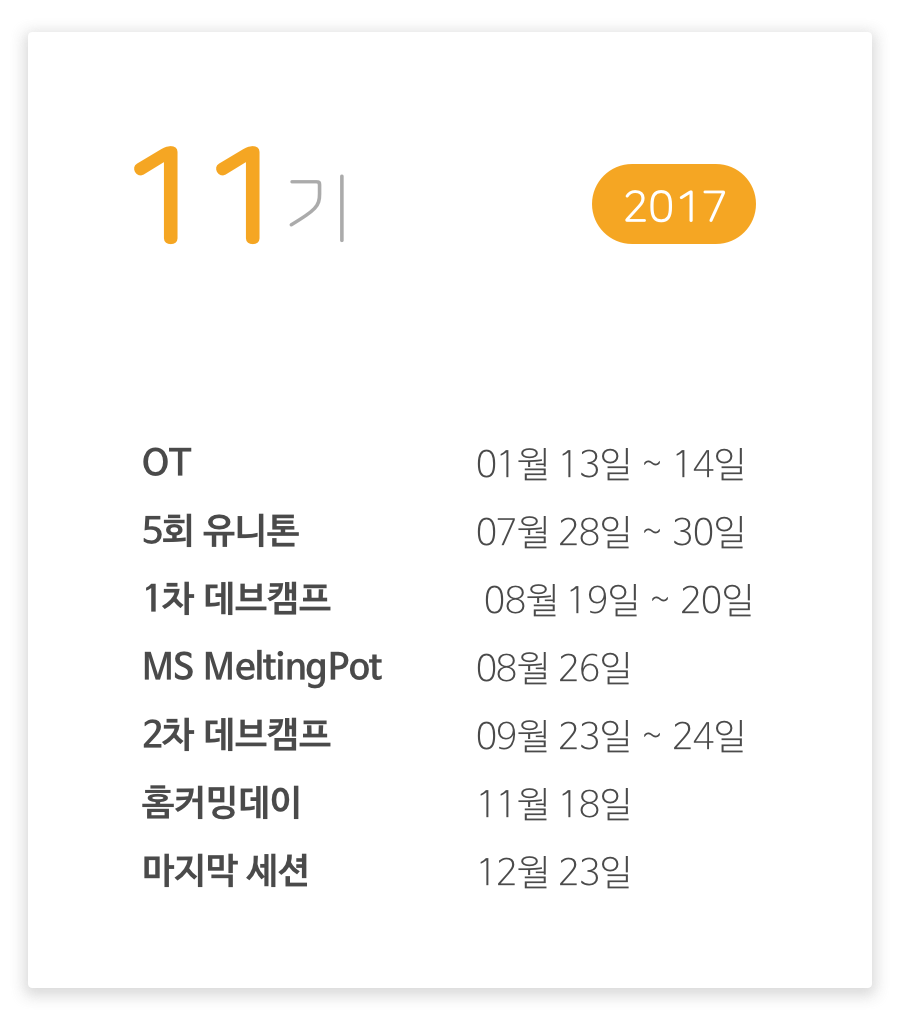 11기
2017
OT 01월 13일 ~ 14일
5회 유니톤 07월 28일 ~ 30일
1차 데브캠프 08월 19일 ~ 20일
MS MeltingPot 08월 26일
2차 데브캠프 09월 23일 ~ 24일
홈커밍데이 11월 18일
마지막 세션 12월 23일